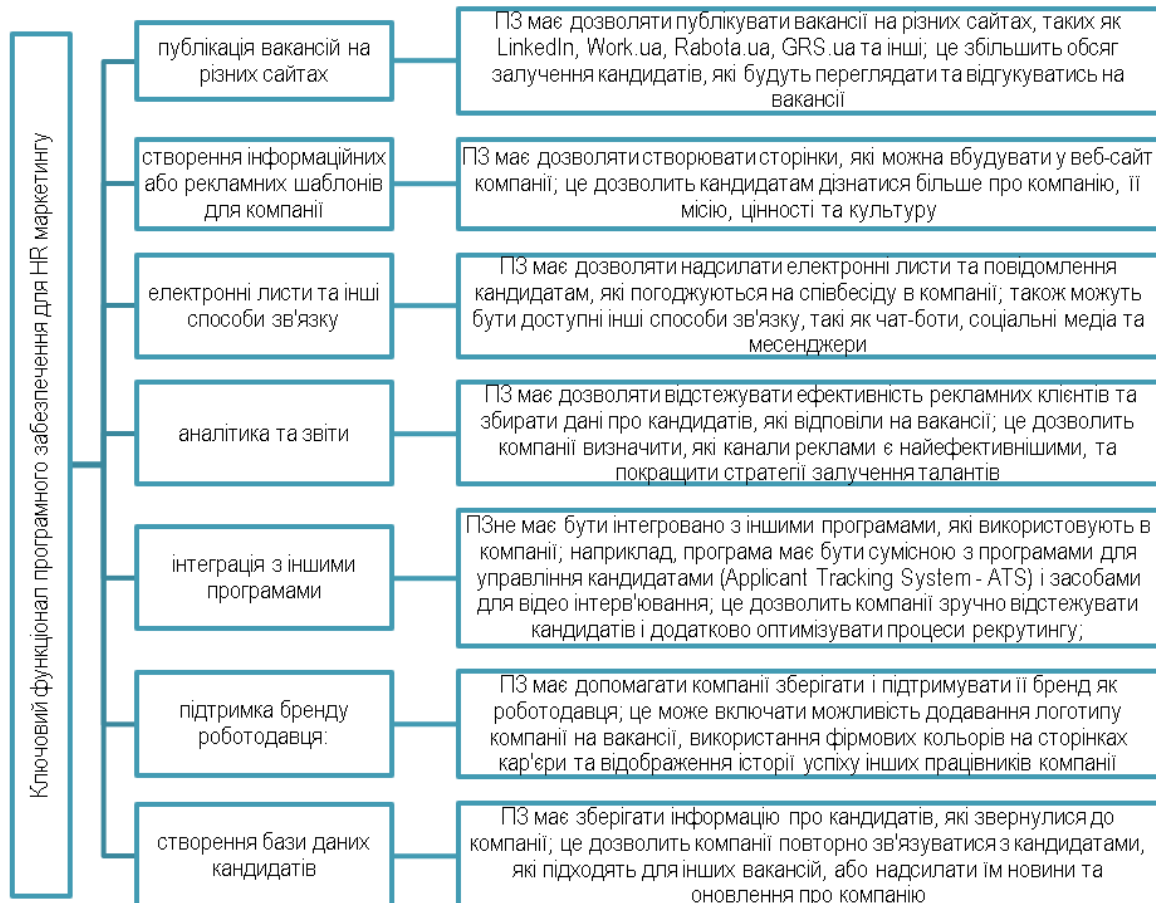 Ключовий функціонал програмного забезпечення для HR маркетингу
публікація вакансій на
різних сайтах
ПЗ має дозволяти публікувати вакансії на різних сайтах, таких як
LinkedIn, Work.ua, Rabota.ua, GRS.ua та інші; це збільшить обсяг
залучення кандидатів, які будуть переглядати та відгукуватись на
вакансії
створення інформаційних
або рекламних шаблонів
для компанії
ПЗ має дозволяти створювати сторінки, які можна вбудувати у веб-сайт
компанії; це дозволить кандидатам дізнатися більше про компанію, її
місію, цінності та культуру
електронні листи та інші
способи зв'язку
ПЗ має дозволяти надсилати електронні листи та повідомлення
кандидатам, які погоджуються на співбесіду в компанії; також можуть
бути доступні інші способи зв'язку, такі як чат-боти, соціальні медіа та
месенджери
аналітика та звіти
ПЗ має дозволяти відстежувати ефективність рекламних клієнтів та
збирати дані про кандидатів, які відповіли на вакансії; це дозволить
компанії визначити, які канали реклами є найефективнішими, та
покращити стратегії залучення талантів
інтеграція з іншими
програмами
ПЗне має бути інтегровано з іншими програмами, які використовують в
компанії; наприклад, програма має бути сумісною з програмами для
управління кандидатами (Applicant Tracking System - ATS) і засобами
для відео інтерв'ювання; це дозволить компанії зручно відстежувати
кандидатів і додатково оптимізувати процеси рекрутингу;
підтримка бренду
роботодавця:
ПЗ має допомагати компанії зберігати і підтримувати її бренд як
роботодавця; це може включати можливість додавання логотипу
компанії на вакансії, використання фірмових кольорів на сторінках
кар'єри та відображення історії успіху інших працівників компанії
створення бази даних
кандидатів
ПЗ має зберігати інформацію про кандидатів, які звернулися до
компанії; це дозволить компанії повторно зв'язуватися з кандидатами,
які підходять для інших вакансій, або надсилати їм новини та
оновлення про компанію